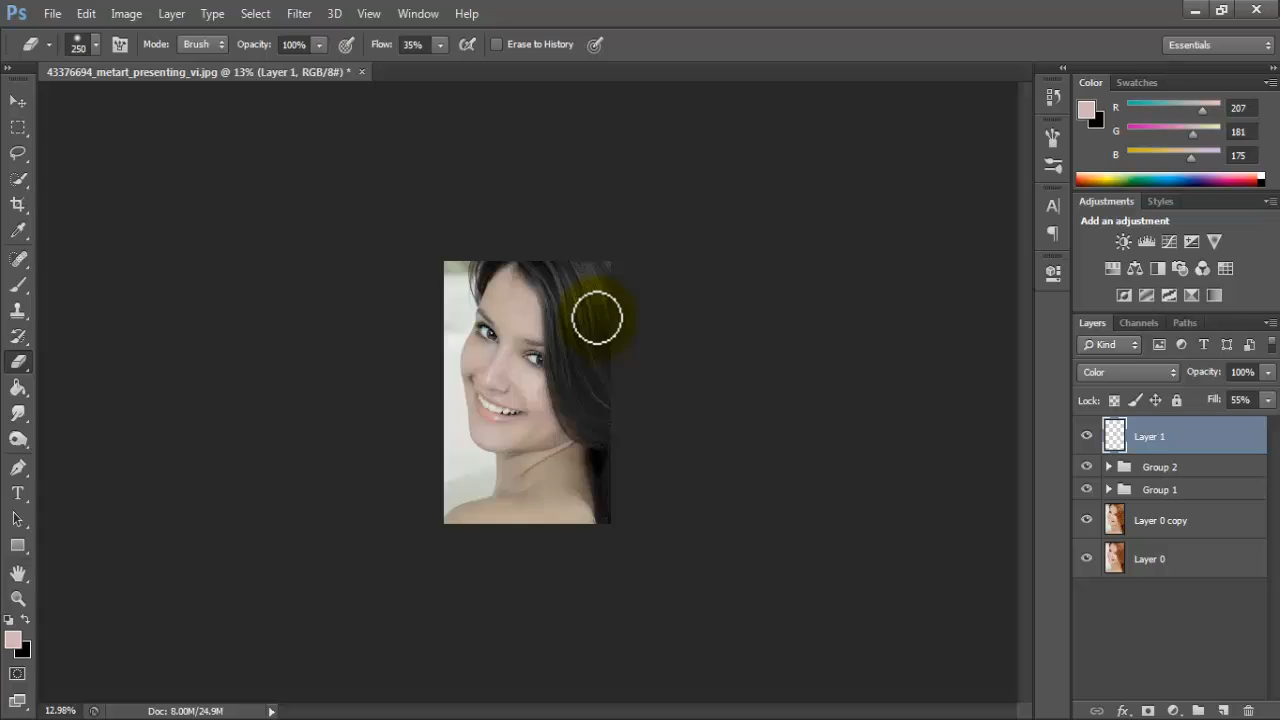 Ps File Edit Image Layer Type Select Filter 3D View Window Help
250 Mode: Brush Opacity: 100% Flow: 35% Erase to History Essentials
43376694_metart_presenting_vi.jpg @ 13% (Layer 1, RGB/8#) * ×
Color Swatches
R 207
G 181
B 175
Adjustments Styles
Add an adjustment
Layers Channels Paths
Kind
Color Opacity: 100%
Lock: Fill: 55%
Layer 1
Group 2
Group 1
Layer 0 copy
Layer 0
12.98% Doc: 8.00M/24.9M